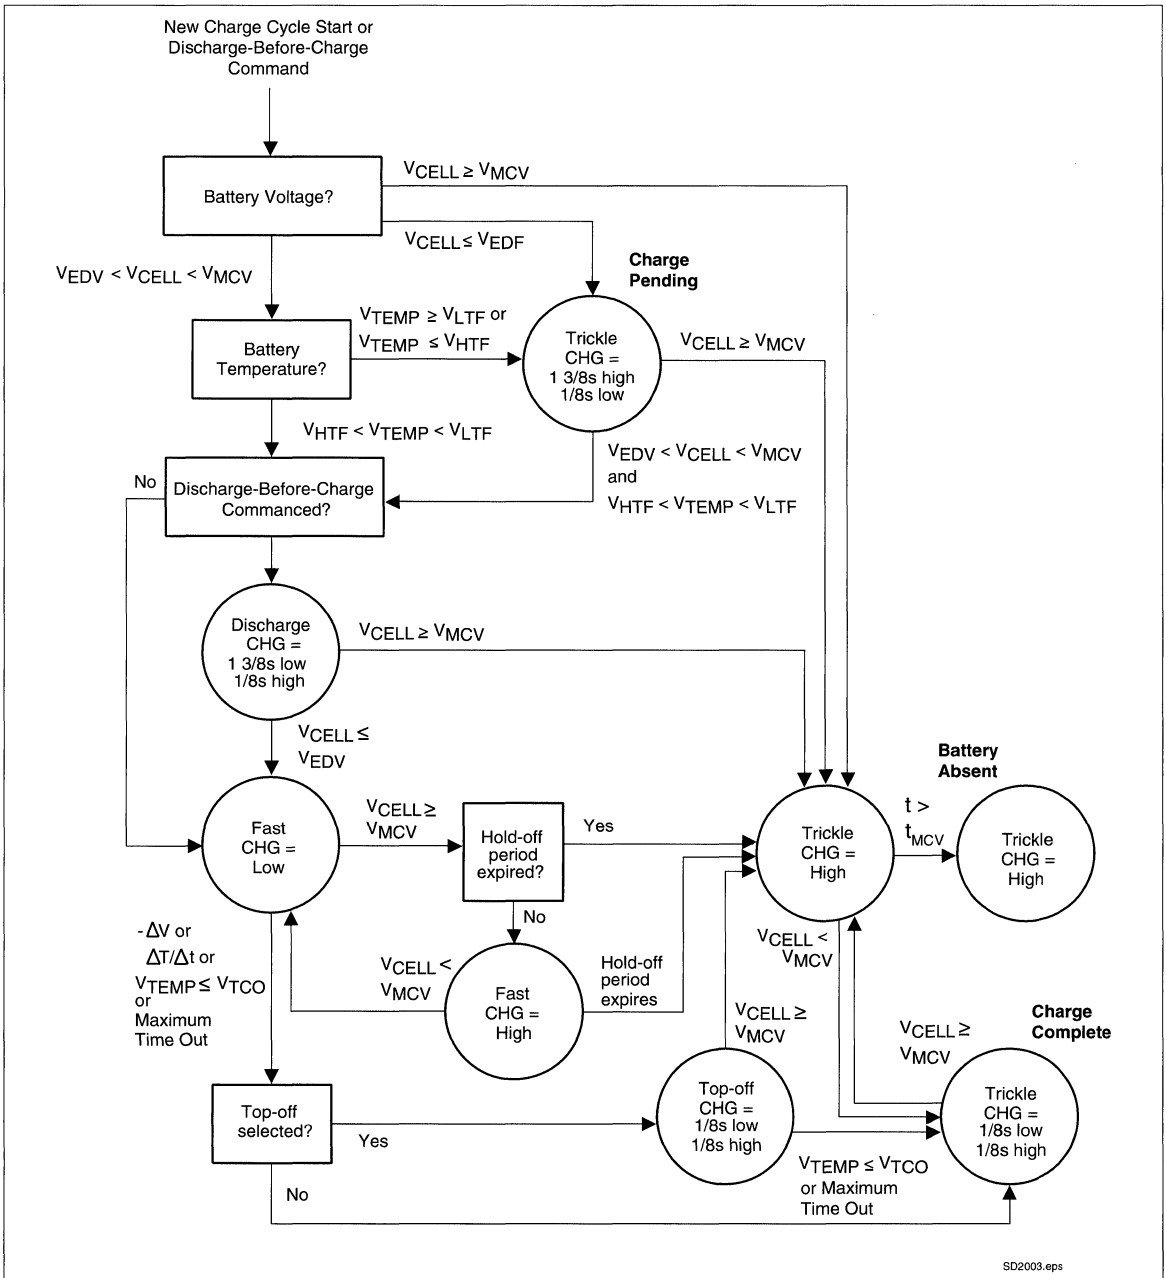 New Charge Cycle Start or
Discharge-Before-Charge
Command
Battery Voltage?
VCELL ≥ VMCV
VCELL ≤ VEDF
VEDV < VCELL < VMCV
Charge
Pending
Battery
Temperature?
VTEMP ≥ VLTF or
VTEMP ≤ VHTF
Trickle
CHG =
1 3/8s high
1/8s low
VCELL ≥ VMCV
VHTF < VTEMP < VLTF
VEDV < VCELL < VMCV
and
VHTF < VTEMP < VLTF
No
Discharge-Before-Charge
Commanced?
Discharge
CHG =
1 3/8s low
1/8s high
VCELL ≥ VMCV
VCELL ≤
VEDV
Fast
CHG =
Low
VCELL ≥
VMCV
Hold-off
period
expired?
Yes
Trickle
CHG =
High
t >
tMCV
Battery
Absent
Trickle
CHG =
High
-ΔV or
ΔT/Δt or
VTEMP ≤ VTCO
or
Maximum
Time Out
No
VCELL <
VMCV
Fast
CHG =
High
Hold-off
period
expires
VCELL <
VMCV
VCELL ≥
VMCV
VCELL ≥
VMCV
Charge
Complete
Top-off
selected?
Yes
Top-off
CHG =
1/8s low
1/8s high
Trickle
CHG =
1/8s low
1/8s high
VTEMP ≤ VTCO
or Maximum
Time Out
No
SD2003.eps